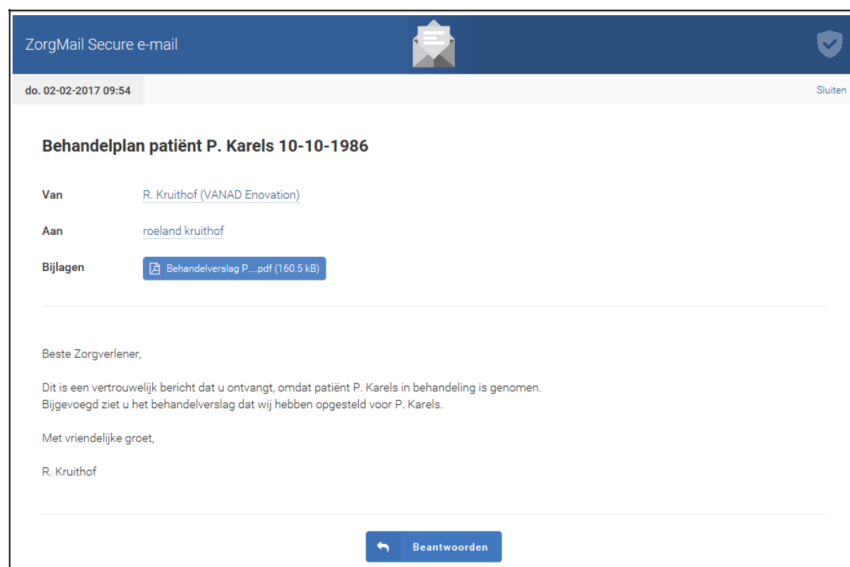 ZorgMail Secure e-mail
do. 02-02-2017 09:54
Sluiten
Behandelplan patiënt P. Karels 10-10-1986
Van R. Kruithof (VANAD Enovation)
Aan roeland kruithof
Bijlagen Behandelverslag P....pdf (160.5 kB)
Beste Zorgverlener,
Dit is een vertrouwelijk bericht dat u ontvangt, omdat patiënt P. Karels in behandeling is genomen.
Bijgevoegd ziet u het behandelverslag dat wij hebben opgesteld voor P. Karels.
Met vriendelijke groet,
R. Kruithof
Beantwoorden